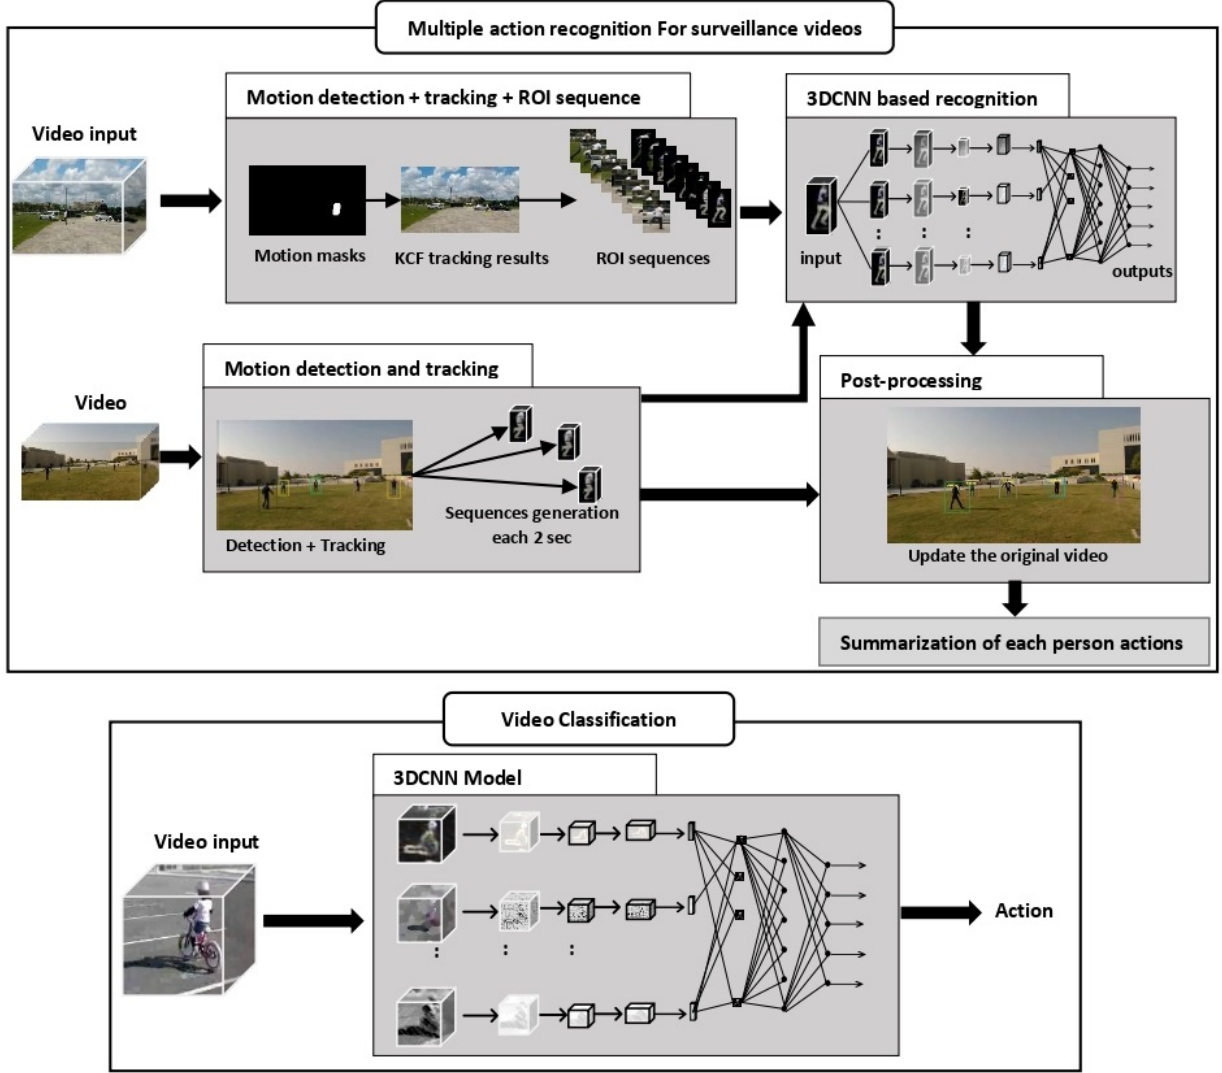 Multiple action recognition For surveillance videos
Motion detection + tracking + ROI sequence
3DCNN based recognition
Video input
Motion masks
KCF tracking results
ROI sequences
input
outputs
Motion detection and tracking
Post-processing
Video
Sequences generation
each 2 sec
Detection + Tracking
Update the original video
Summarization of each person actions
Video Classification
3DCNN Model
Video input
Action